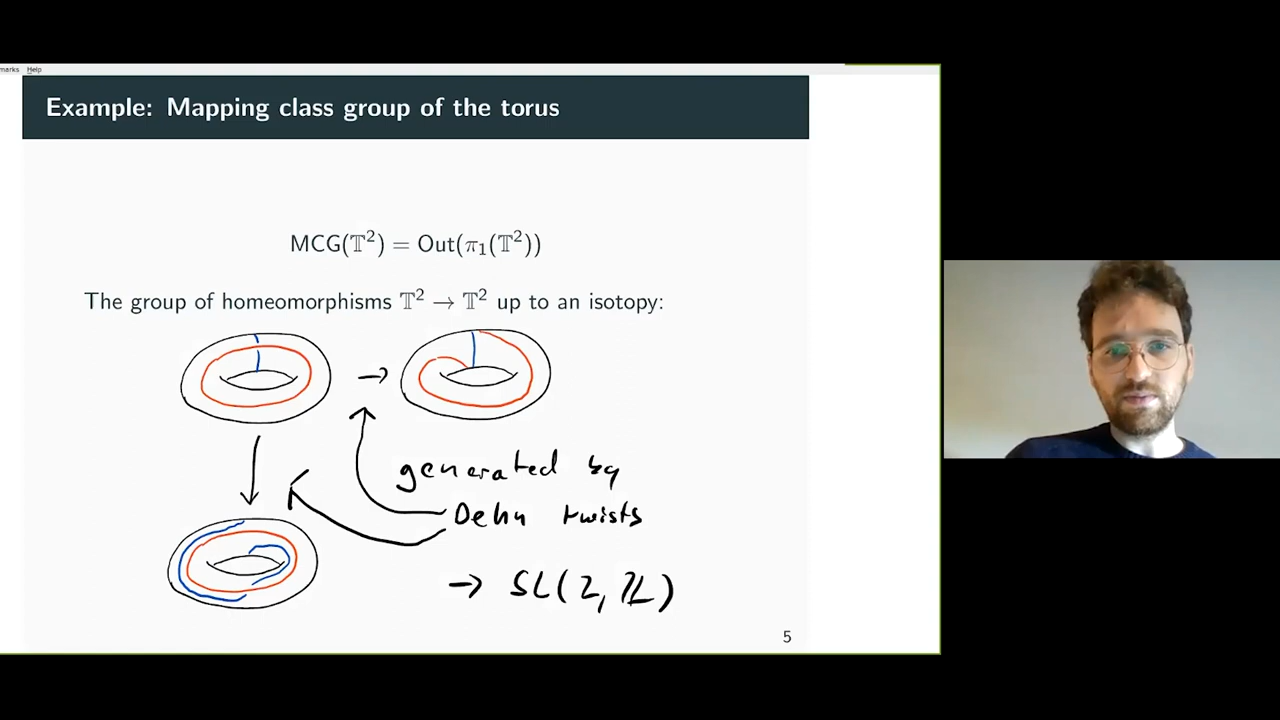 marks Help
Example: Mapping class group of the torus
MCG(𝕋²) = Out(π₁(𝕋²))
The group of homeomorphisms 𝕋² → 𝕋² up to an isotopy:
→
generated by
Dehn twists
→ SL(2, ℤ)
5